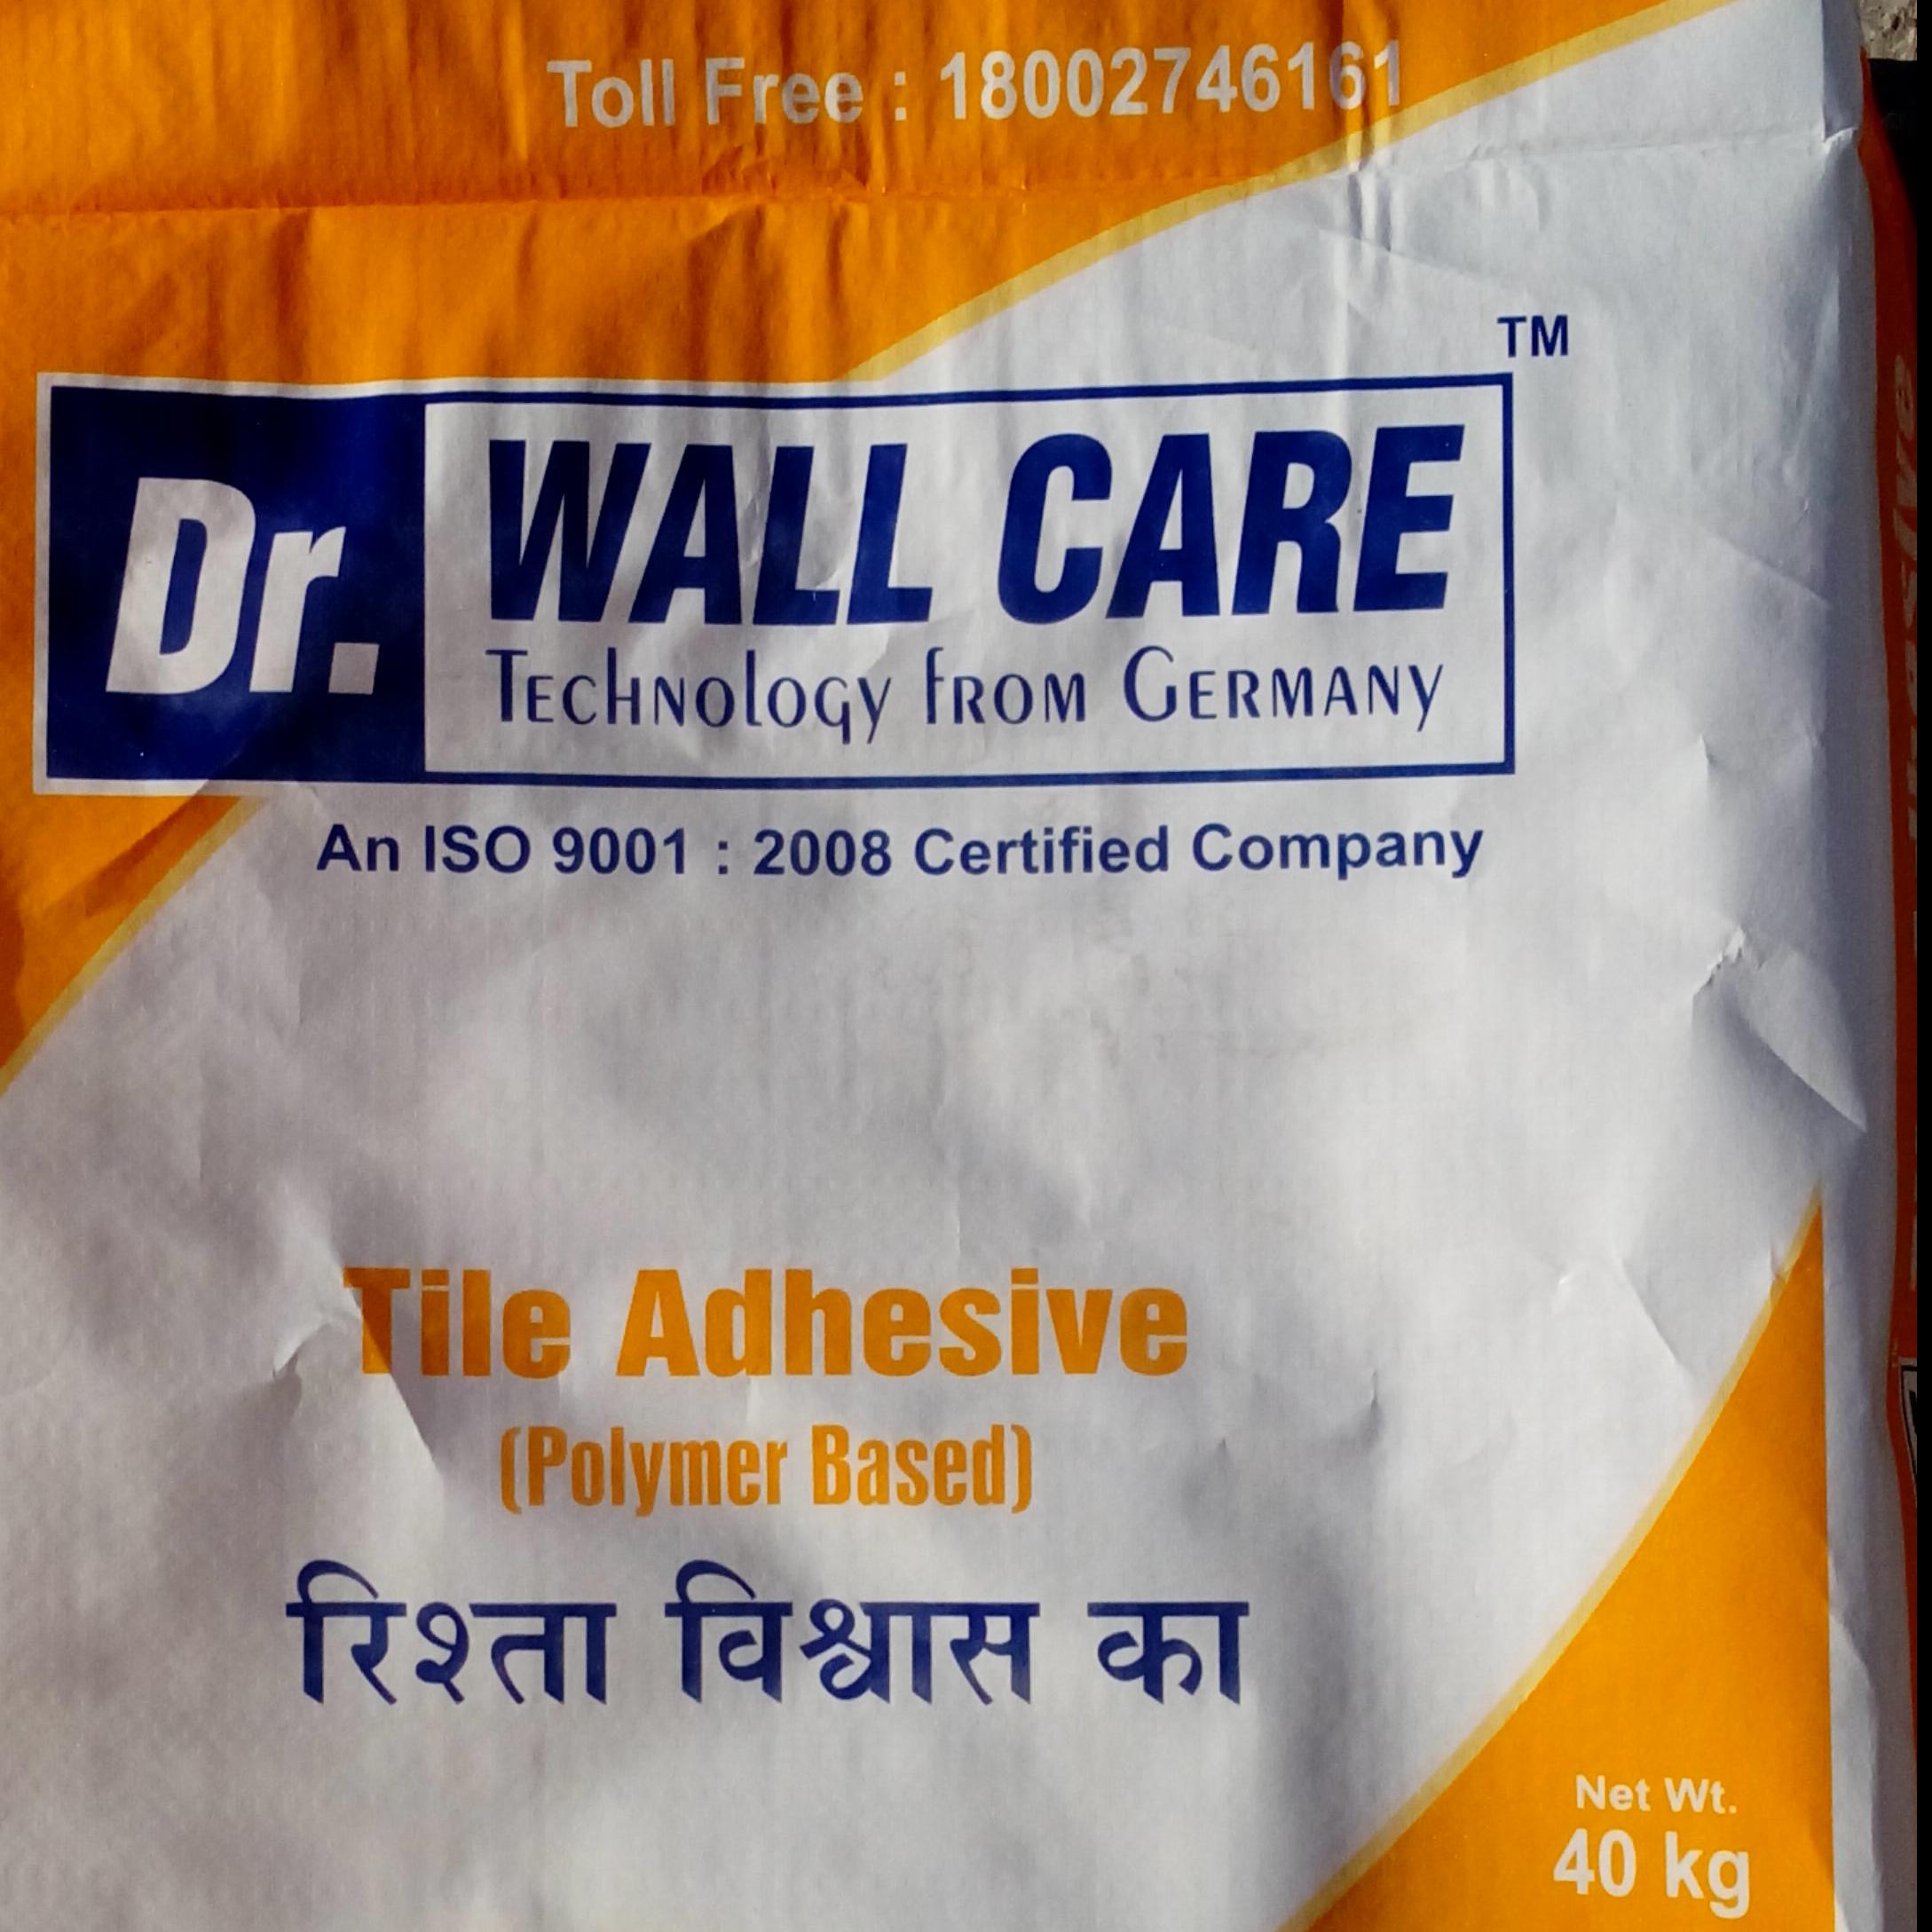 Toll Free : 18002746161
TM
Dr. WALL CARE
Technology from Germany
An ISO 9001 : 2008 Certified Company
Tile Adhesive
(Polymer Based)
रिश्ता विश्वास का
Net Wt.
40 kg